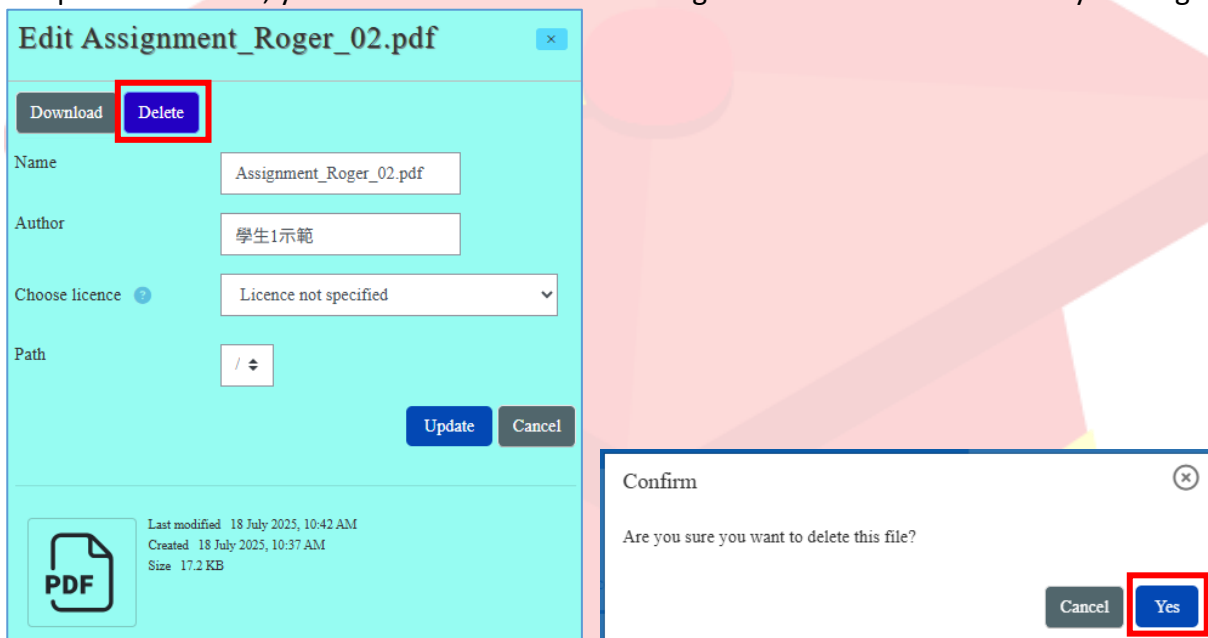 Edit Assignment_Roger_02.pdf
×
Download Delete
Name Assignment_Roger_02.pdf
Author 學生1示範
Choose licence ? Licence not specified
Path /
Update Cancel
PDF
Last modified 18 July 2025, 10:42 AM
Created 18 July 2025, 10:37 AM
Size 17.2 KB
Confirm
Are you sure you want to delete this file?
Cancel Yes